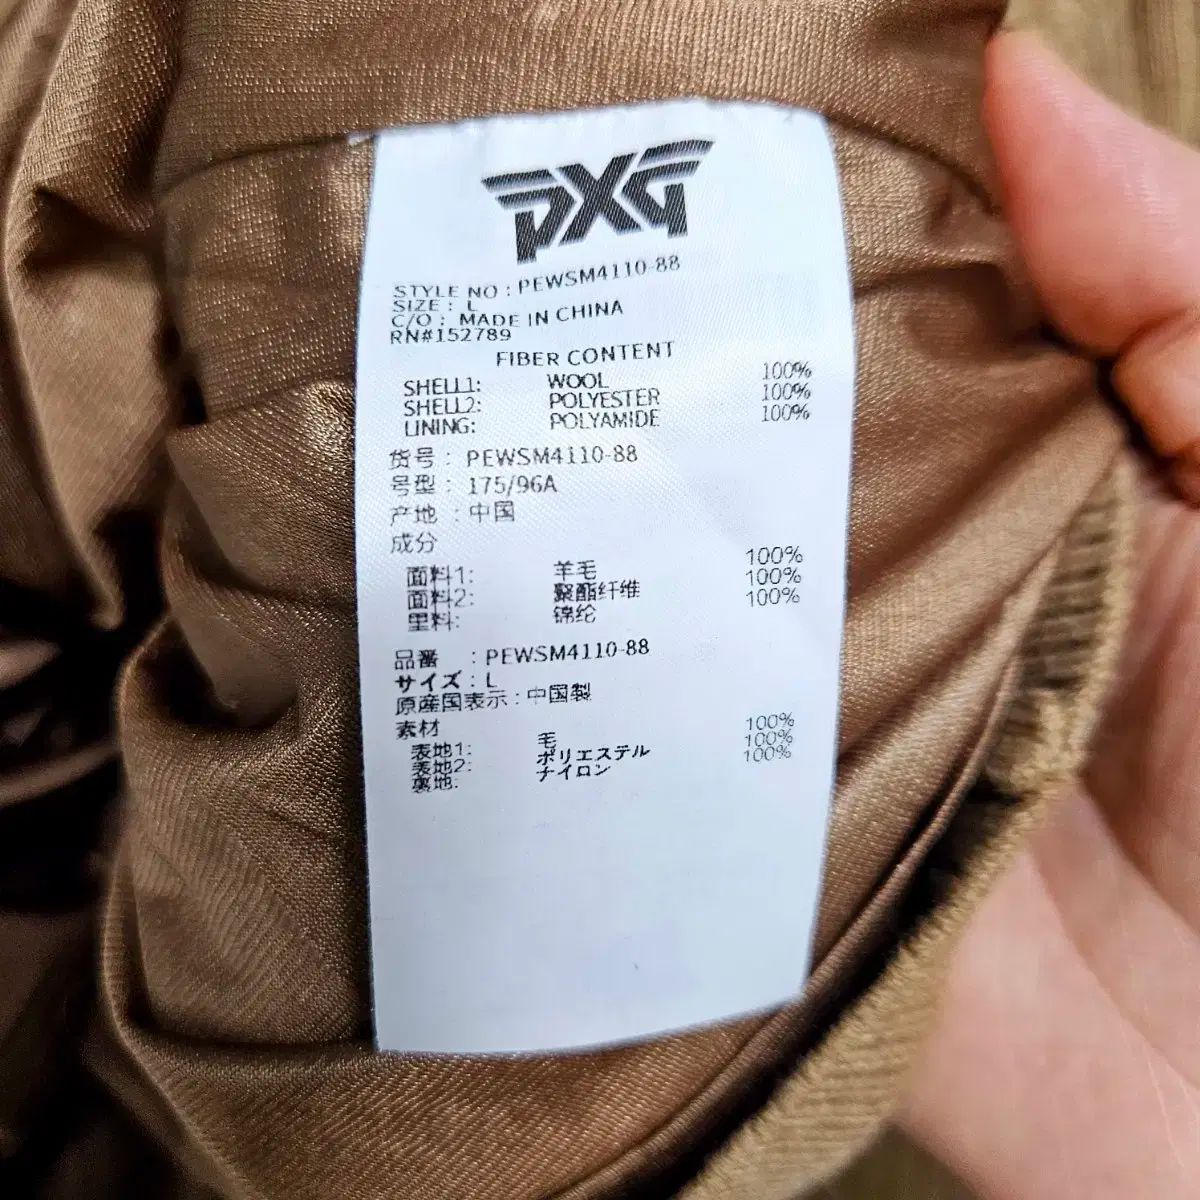 PXG
STYLE NO : PEWSM4110-88
SIZE : L
C/O : MADE IN CHINA
RN#152789
FIBER CONTENT
SHELL1: WOOL 100%
SHELL2: POLYESTER 100%
LINING: POLYAMIDE 100%
货号 : PEWSM4110-88
号型 : 175/96A
产地 : 中国
成分
面料1: 羊毛 100%
面料2: 聚酯纤维 100%
里料: 锦纶 100%
品番 : PEWSM4110-88
サイズ : L
原産国表示 : 中国製
素材
表地1: 毛 100%
表地2: ポリエステル 100%
裏地: ナイロン 100%